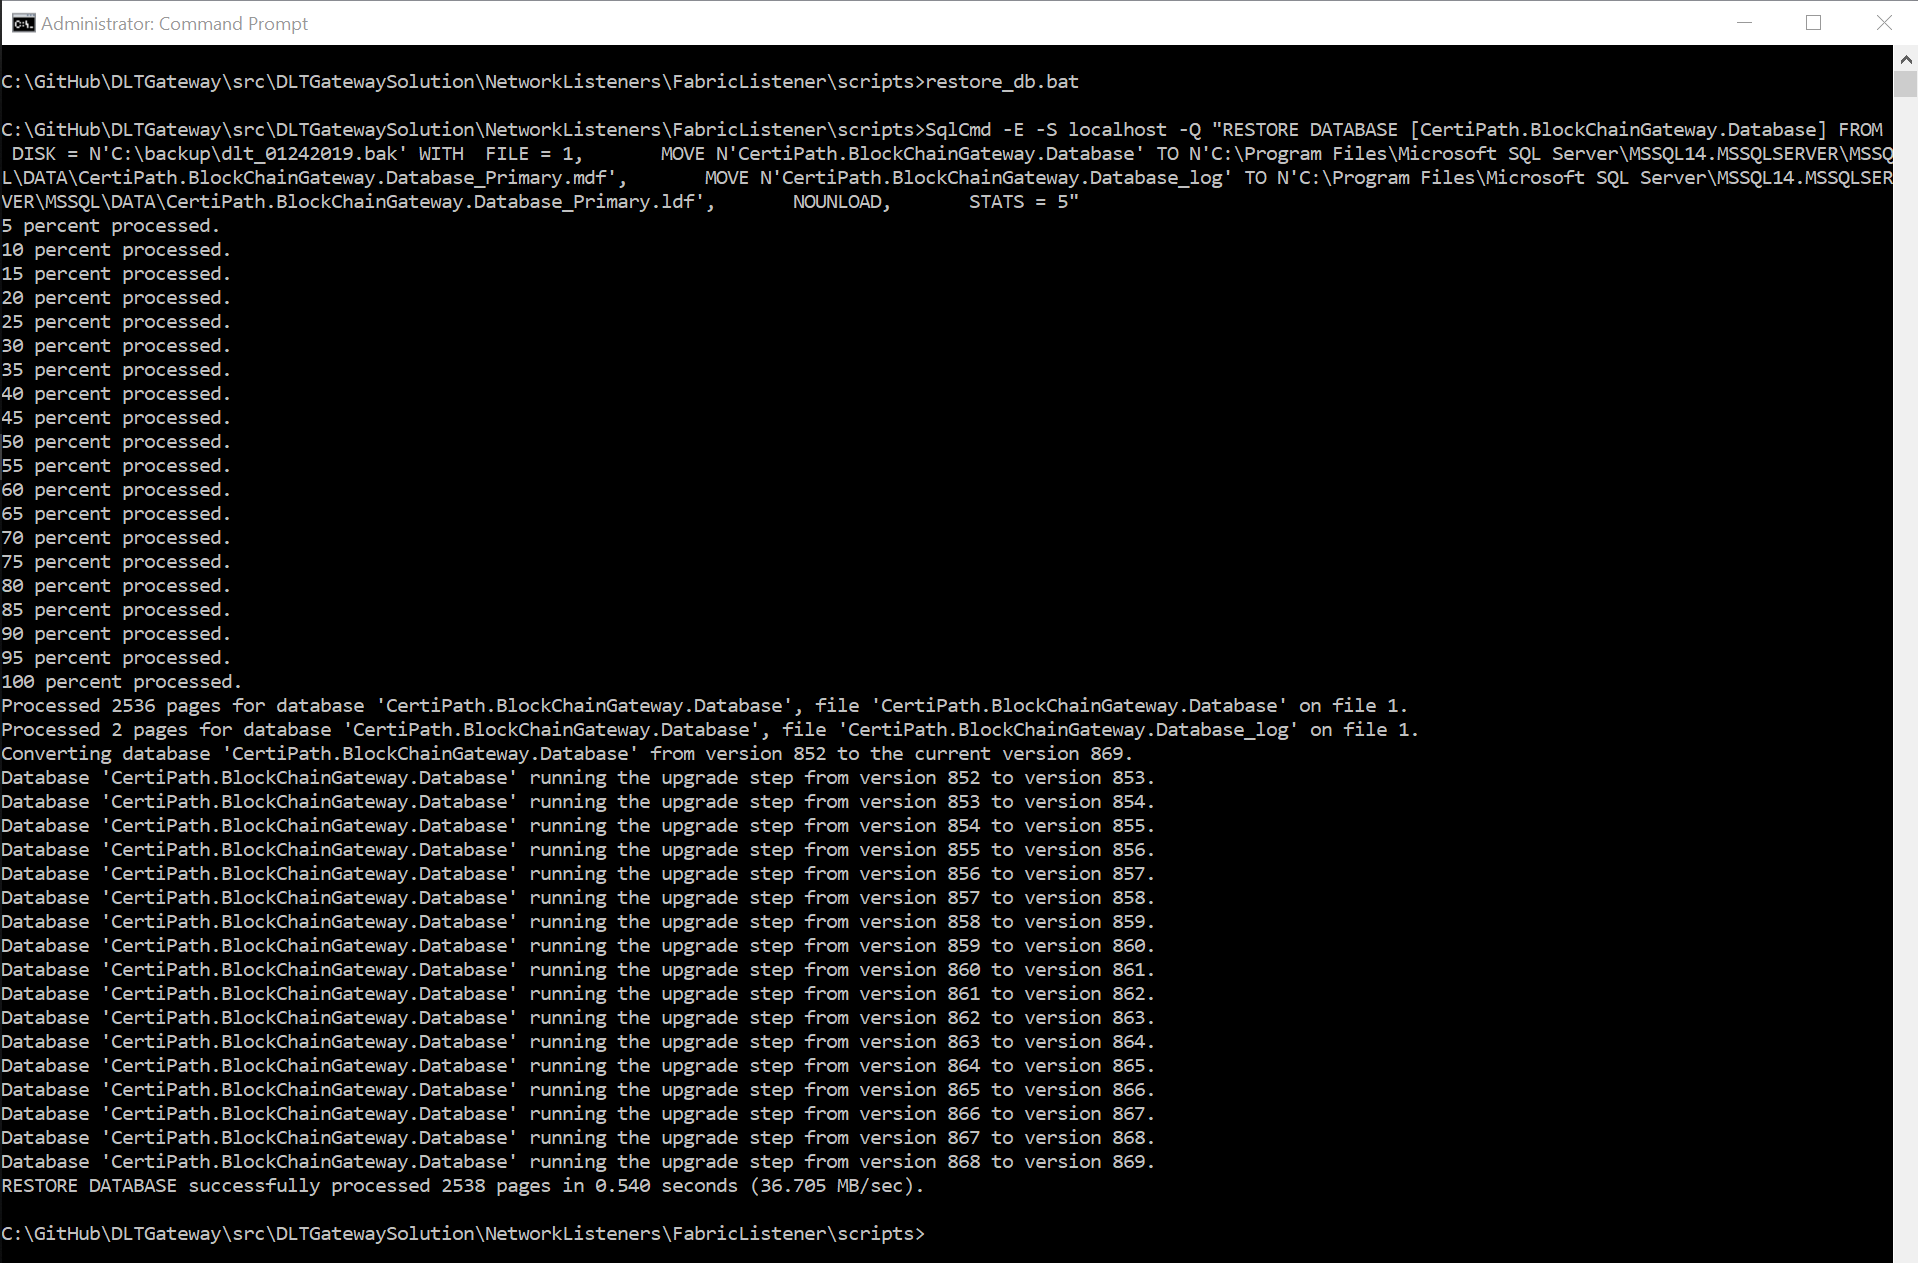 Administrator: Command Prompt
C:\GitHub\DLTGateway\src\DLTGatewaySolution\NetworkListeners\FabricListener\scripts>restore_db.bat
C:\GitHub\DLTGateway\src\DLTGatewaySolution\NetworkListeners\FabricListener\scripts>SqlCmd -E -S localhost -Q "RESTORE DATABASE [CertiPath.BlockChainGateway.Database] FROM
DISK = N'C:\backup\dlt_01242019.bak' WITH  FILE = 1,       MOVE N'CertiPath.BlockChainGateway.Database' TO N'C:\Program Files\Microsoft SQL Server\MSSQL14.MSSQLSERVER\MSSQ
L\DATA\CertiPath.BlockChainGateway.Database_Primary.mdf',       MOVE N'CertiPath.BlockChainGateway.Database_log' TO N'C:\Program Files\Microsoft SQL Server\MSSQL14.MSSQLSER
VER\MSSQL\DATA\CertiPath.BlockChainGateway.Database_Primary.ldf',       NOUNLOAD,       STATS = 5"
5 percent processed.
10 percent processed.
15 percent processed.
20 percent processed.
25 percent processed.
30 percent processed.
35 percent processed.
40 percent processed.
45 percent processed.
50 percent processed.
55 percent processed.
60 percent processed.
65 percent processed.
70 percent processed.
75 percent processed.
80 percent processed.
85 percent processed.
90 percent processed.
95 percent processed.
100 percent processed.
Processed 2536 pages for database 'CertiPath.BlockChainGateway.Database', file 'CertiPath.BlockChainGateway.Database' on file 1.
Processed 2 pages for database 'CertiPath.BlockChainGateway.Database', file 'CertiPath.BlockChainGateway.Database_log' on file 1.
Converting database 'CertiPath.BlockChainGateway.Database' from version 852 to the current version 869.
Database 'CertiPath.BlockChainGateway.Database' running the upgrade step from version 852 to version 853.
Database 'CertiPath.BlockChainGateway.Database' running the upgrade step from version 853 to version 854.
Database 'CertiPath.BlockChainGateway.Database' running the upgrade step from version 854 to version 855.
Database 'CertiPath.BlockChainGateway.Database' running the upgrade step from version 855 to version 856.
Database 'CertiPath.BlockChainGateway.Database' running the upgrade step from version 856 to version 857.
Database 'CertiPath.BlockChainGateway.Database' running the upgrade step from version 857 to version 858.
Database 'CertiPath.BlockChainGateway.Database' running the upgrade step from version 858 to version 859.
Database 'CertiPath.BlockChainGateway.Database' running the upgrade step from version 859 to version 860.
Database 'CertiPath.BlockChainGateway.Database' running the upgrade step from version 860 to version 861.
Database 'CertiPath.BlockChainGateway.Database' running the upgrade step from version 861 to version 862.
Database 'CertiPath.BlockChainGateway.Database' running the upgrade step from version 862 to version 863.
Database 'CertiPath.BlockChainGateway.Database' running the upgrade step from version 863 to version 864.
Database 'CertiPath.BlockChainGateway.Database' running the upgrade step from version 864 to version 865.
Database 'CertiPath.BlockChainGateway.Database' running the upgrade step from version 865 to version 866.
Database 'CertiPath.BlockChainGateway.Database' running the upgrade step from version 866 to version 867.
Database 'CertiPath.BlockChainGateway.Database' running the upgrade step from version 867 to version 868.
Database 'CertiPath.BlockChainGateway.Database' running the upgrade step from version 868 to version 869.
RESTORE DATABASE successfully processed 2538 pages in 0.540 seconds (36.705 MB/sec).
C:\GitHub\DLTGateway\src\DLTGatewaySolution\NetworkListeners\FabricListener\scripts>